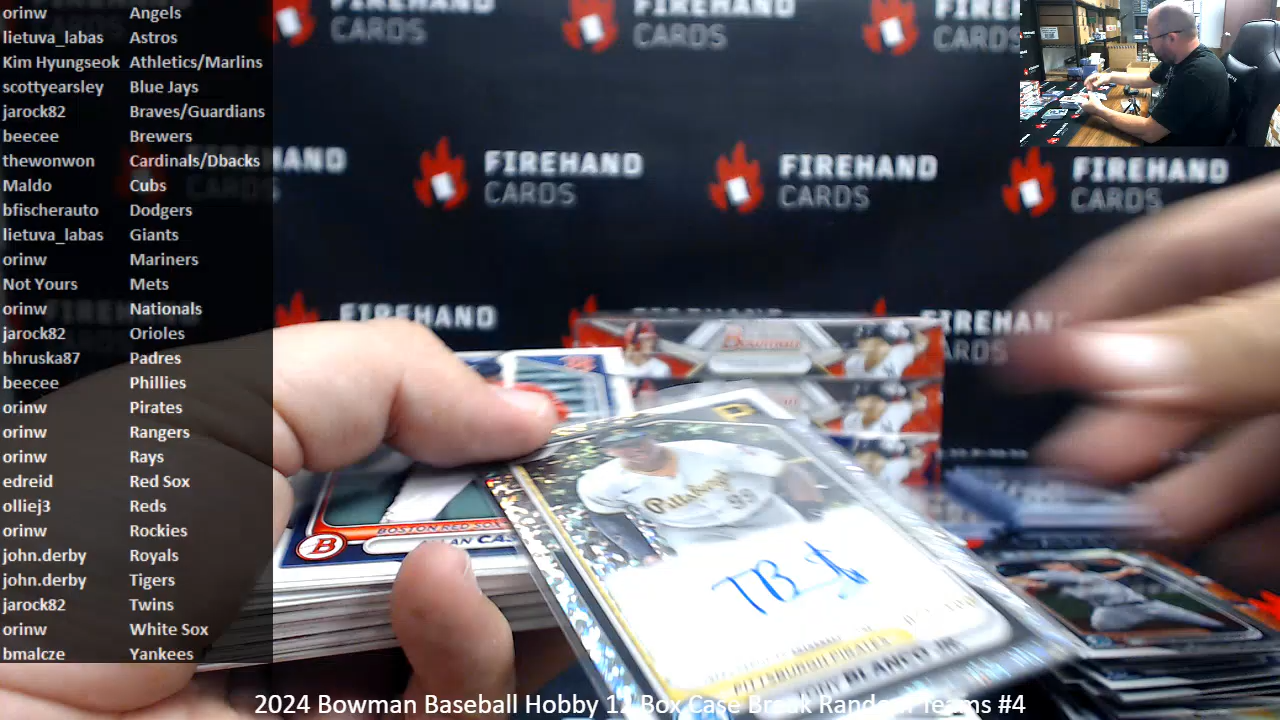 orinw Angels
lietuva_labas Astros
Kim Hyungseok Athletics/Marlins
scottyearsley Blue Jays
jarock82 Braves/Guardians
beecee Brewers
thewonwon Cardinals/Dbacks
Maldo Cubs
bfischerauto Dodgers
lietuva_labas Giants
orinw Mariners
Not Yours Mets
orinw Nationals
jarock82 Orioles
bhruska87 Padres
beecee Phillies
orinw Pirates
orinw Rangers
orinw Rays
edreid Red Sox
olliej3 Reds
orinw Rockies
john.derby Royals
john.derby Tigers
jarock82 Twins
orinw White Sox
bmalcze Yankees
CARDS
CARDS
FIREHAND
CARDS
FIREHAND
CARDS
FIREHAND
CARDS
FIREHAND
FIREHAN
Bowman
Pittsburgh
BOSTON RED SOX
B
PITTSBURGH PIRATES
BLANCO JR.
2024 Bowman Baseball Hobby 12 Box Case Break Random Teams #4